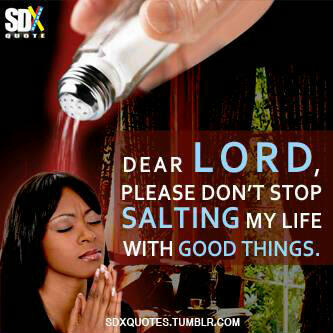 SDX
QUOTE
DEAR LORD,
PLEASE DON'T STOP
SALTING MY LIFE
WITH GOOD THINGS.
SDXQUOTES.TUMBLR.COM